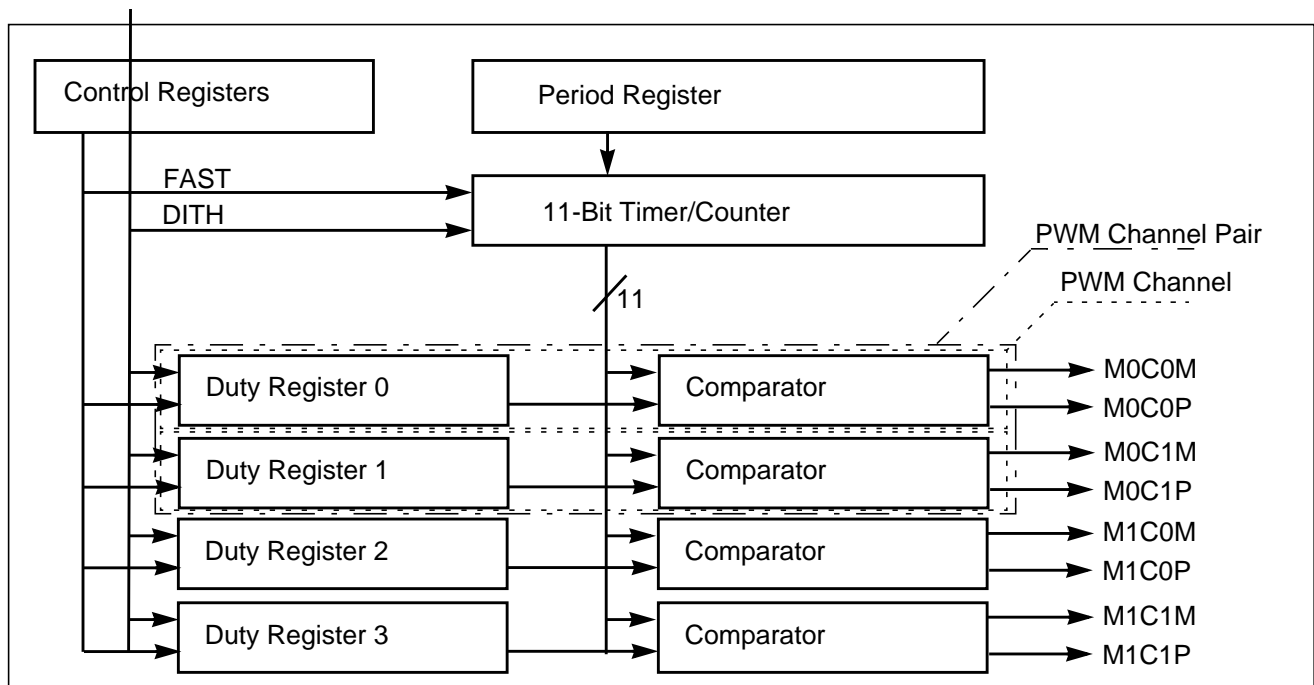 Control Registers
Period Register
FAST
11-Bit Timer/Counter
DITH
PWM Channel Pair
PWM Channel
11
Duty Register 0
Comparator
M0C0M
M0C0P
Duty Register 1
Comparator
M0C1M
M0C1P
Duty Register 2
Comparator
M1C0M
M1C0P
Duty Register 3
Comparator
M1C1M
M1C1P